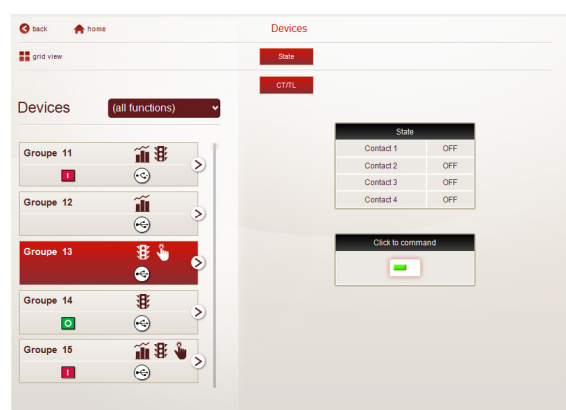 back home Devices
grid view State
CT/TL
Devices (all functions)
State
Groupe 11 Contact 1 OFF
I Contact 2 OFF
Contact 3 OFF
Groupe 12 Contact 4 OFF
Groupe 13 Click to command
Groupe 14
O
Groupe 15
I